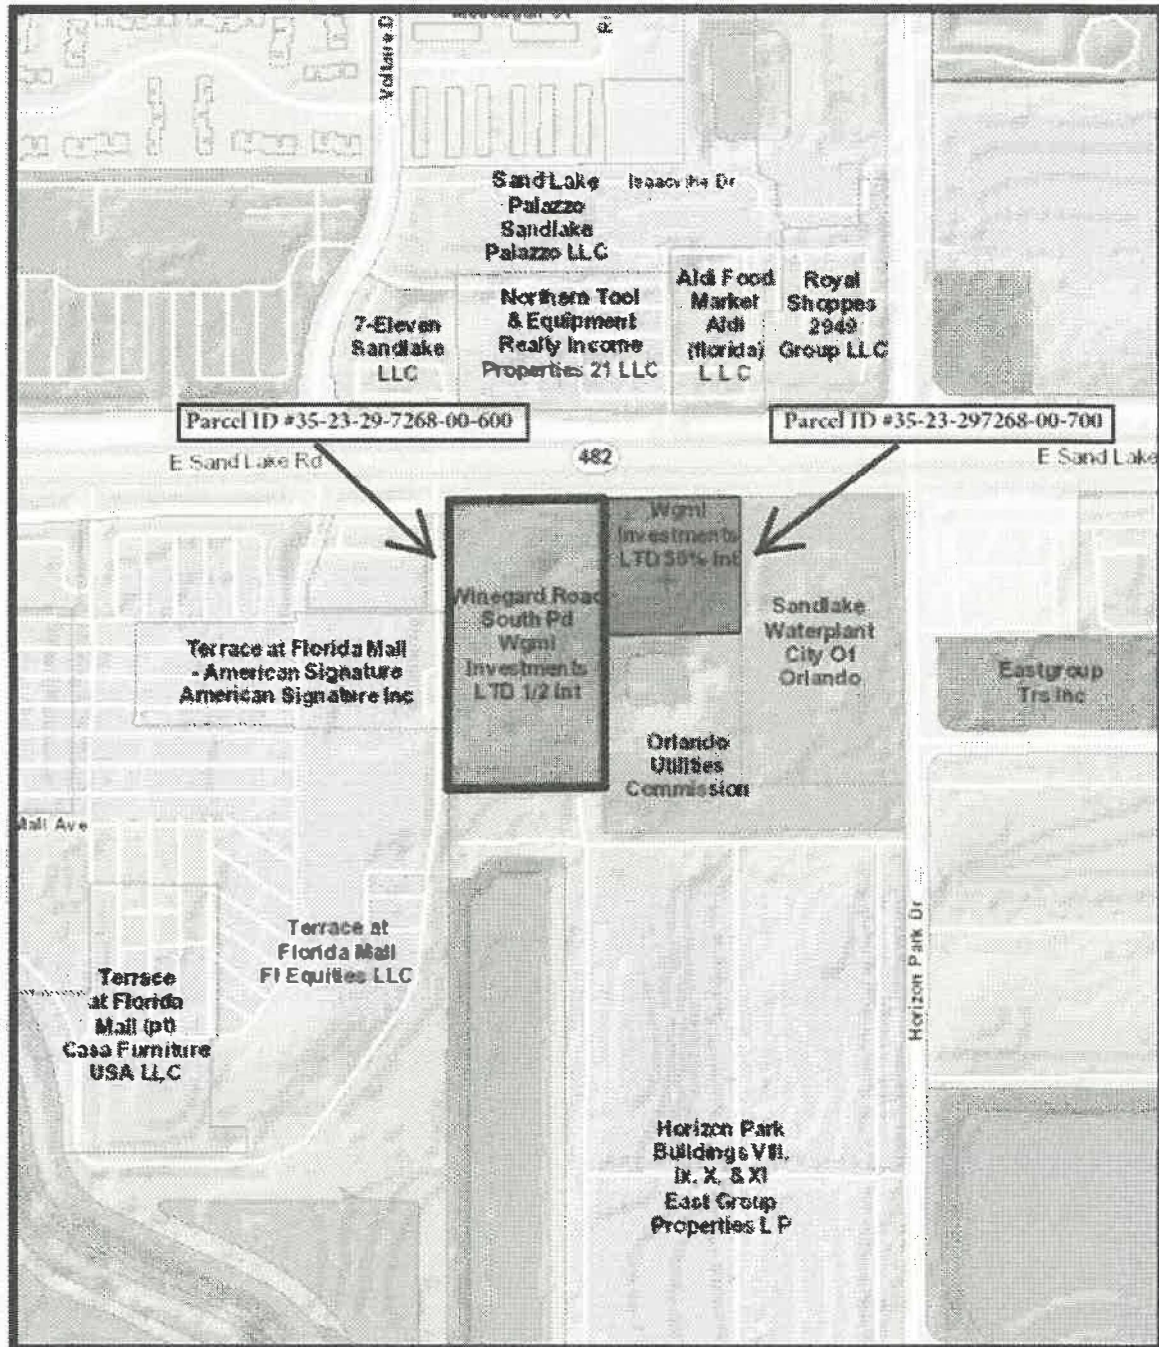 Voltaire D
Sand Lake
Palazzo
Sandlake
Palazzo LLC
Isaacville Dr
7-Eleven
Sandlake
LLC
Northern Tool
& Equipment
Realty Income
Properties 21 LLC
Aldi Food
Market
Aldi
(florida)
L L C
Royal
Shoppes
2949
Group LLC
Parcel ID #35-23-29-7268-00-600
Parcel ID #35-23-297268-00-700
E Sand Lake Rd
482
E Sand Lake
Winegard Road
South Pd
Wgml
Investments
LTD 1/2 Int
Wgml
Investments
LTD 50% Int
Sandlake
Waterplant
City Of
Orlando
Terrace at Florida Mall
- American Signature
American Signature Inc
Eastgroup
Trs Inc
Orlando
Utilities
Commission
Mall Ave
Terrace at
Florida Mall
Fl Equities LLC
Terrace
at Florida
Mall (pt)
Casa Furniture
USA LLC
Horizon Park Dr
Horizon Park
Buildings VIII,
Ix, X, & XI
East Group
Properties L P